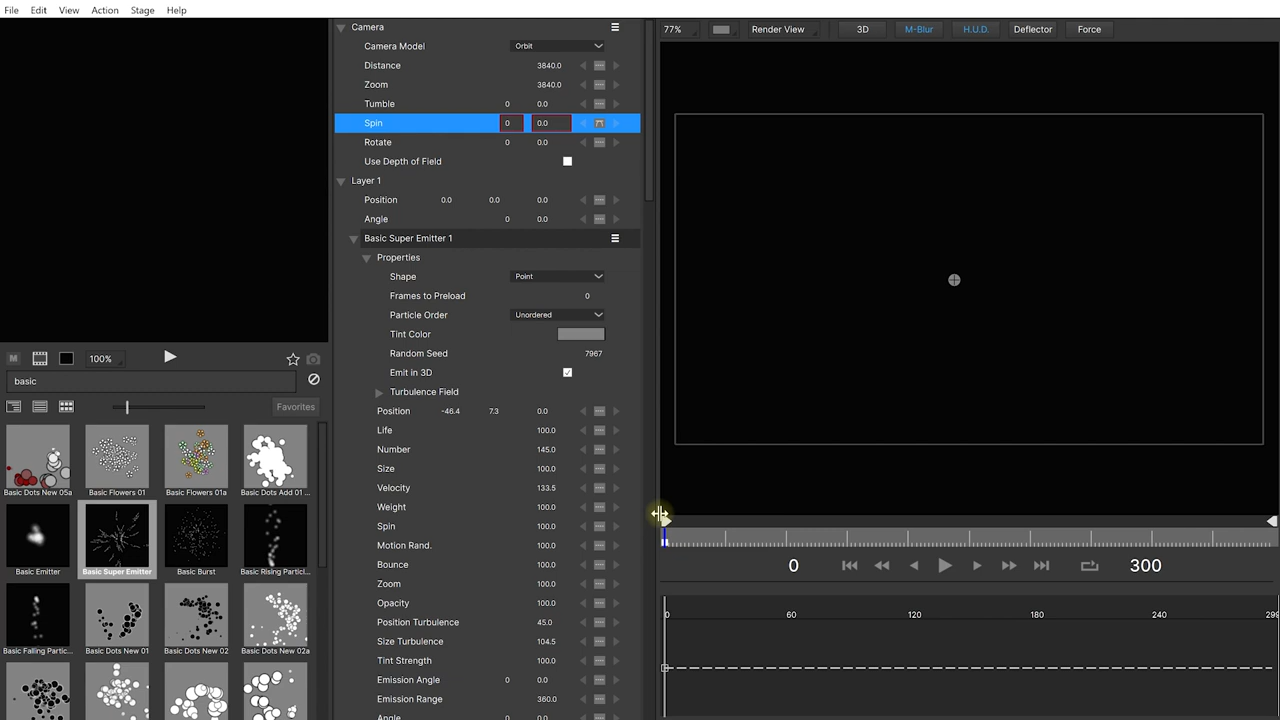 File Edit View Action Stage Help
Camera
Camera Model Orbit
Distance 3840.0
Zoom 3840.0
Tumble 0 0.0
Spin 0 0.0
Rotate 0 0.0
Use Depth of Field
Layer 1
Position 0.0 0.0 0.0
Angle 0 0.0
Basic Super Emitter 1
Properties
Shape Point
Frames to Preload 0
Particle Order Unordered
Tint Color
Random Seed 7967
Emit in 3D
Turbulence Field
Position -46.4 7.3 0.0
Life 100.0
Number 145.0
Size 100.0
Velocity 133.5
Weight 100.0
Spin 100.0
Motion Rand. 100.0
Bounce 100.0
Zoom 100.0
Opacity 100.0
Position Turbulence 45.0
Size Turbulence 104.5
Tint Strength 100.0
Emission Angle 0 0.0
Emission Range 360.0
Angle 0 0.0
M 100%
basic
Favorites
Basic Dots New 05a Basic Flowers 01 Basic Flowers 01a Basic Dots Add 01 ...
Basic Emitter Basic Super Emitter Basic Burst Basic Rising Particl...
Basic Falling Partic... Basic Dots New 01 Basic Dots New 02 Basic Dots New 02a
77% Render View 3D M-Blur H.U.D. Deflector Force
0 300
0 60 120 180 240 299